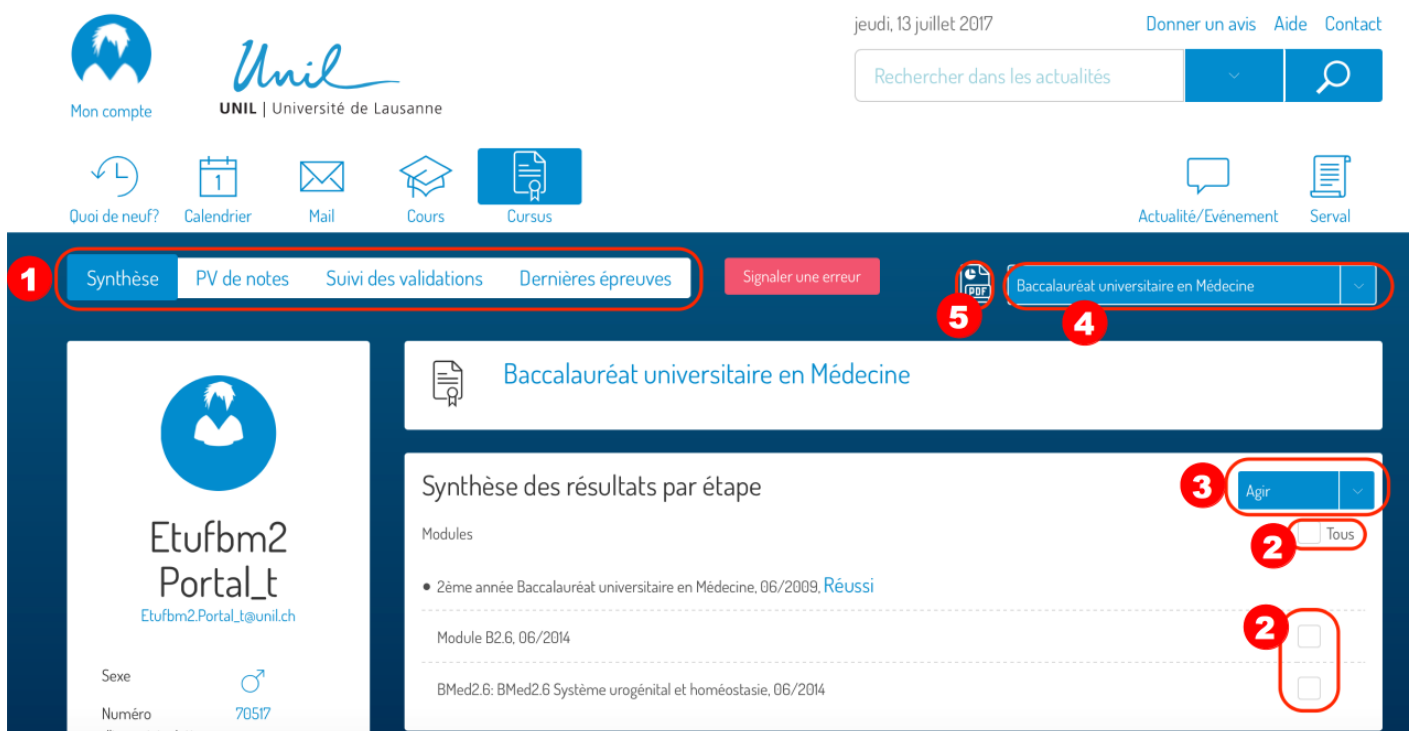 jeudi, 13 juillet 2017
Donner un avis Aide Contact
Unil
UNIL | Université de Lausanne
Rechercher dans les actualités
Mon compte
1
Quoi de neuf? Calendrier Mail Cours Cursus
Actualité/Evénement Serval
1 Synthèse PV de notes Suivi des validations Dernières épreuves
Signaler une erreur
PDF
5
Baccalauréat universitaire en Médecine
4
Baccalauréat universitaire en Médecine
Etufbm2
Portal_t
Etufbm2.Portal_t@unil.ch
Sexe
Numéro 70517
Synthèse des résultats par étape
3 Agir
Modules
2 Tous
• 2ème année Baccalauréat universitaire en Médecine, 06/2009, Réussi
Module B2.6, 06/2014
2
BMed2.6: BMed2.6 Système urogénital et homéostasie, 06/2014